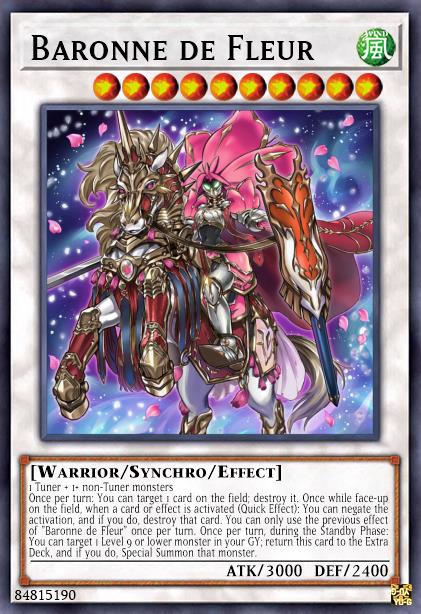 BARONNE DE FLEUR
WIND
風
[WARRIOR/SYNCHRO/EFFECT]
1 Tuner + 1+ non-Tuner monsters
Once per turn: You can target 1 card on the field; destroy it. Once while face-up
on the field, when a card or effect is activated (Quick Effect): You can negate the
activation, and if you do, destroy that card. You can only use the previous effect
of "Baronne de Fleur" once per turn. Once per turn, during the Standby Phase:
You can target 1 Level 9 or lower monster in your GY; return this card to the Extra
Deck, and if you do, Special Summon that monster.
ATK/3000 DEF/2400
84815190